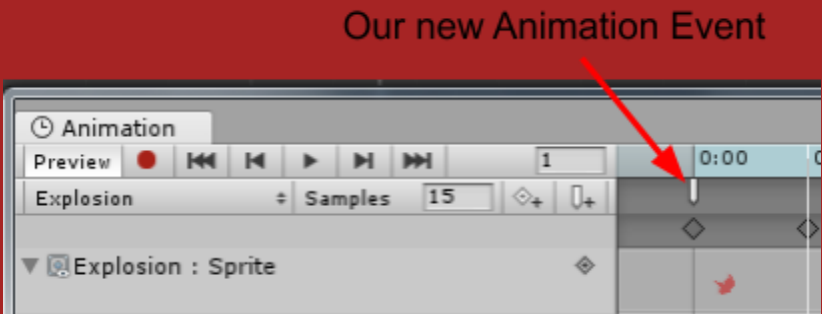 Our new Animation Event
Animation
Preview 1 0:00
Explosion Samples 15
Explosion : Sprite